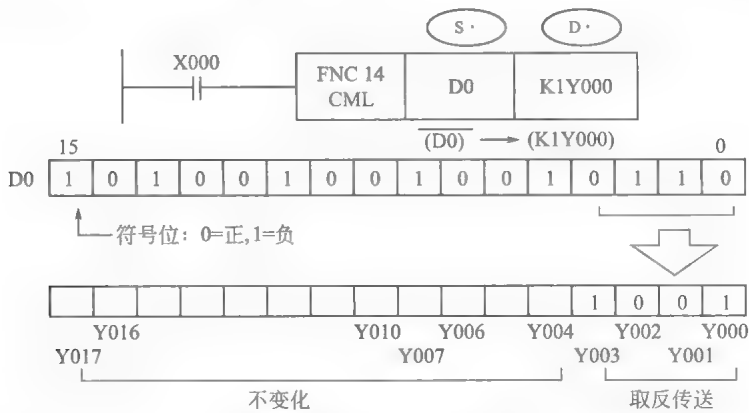 S· D·
X000
FNC 14 CML D0 K1Y000
(D0) → (K1Y000)
15 0
D0 1 0 1 0 0 1 0 0 1 0 0 1 0 1 1 0
符号位：0=正,1=负
1 0 0 1
Y016 Y010 Y006 Y004 Y002 Y000
Y017 Y007 Y003 Y001
不变化 取反传送